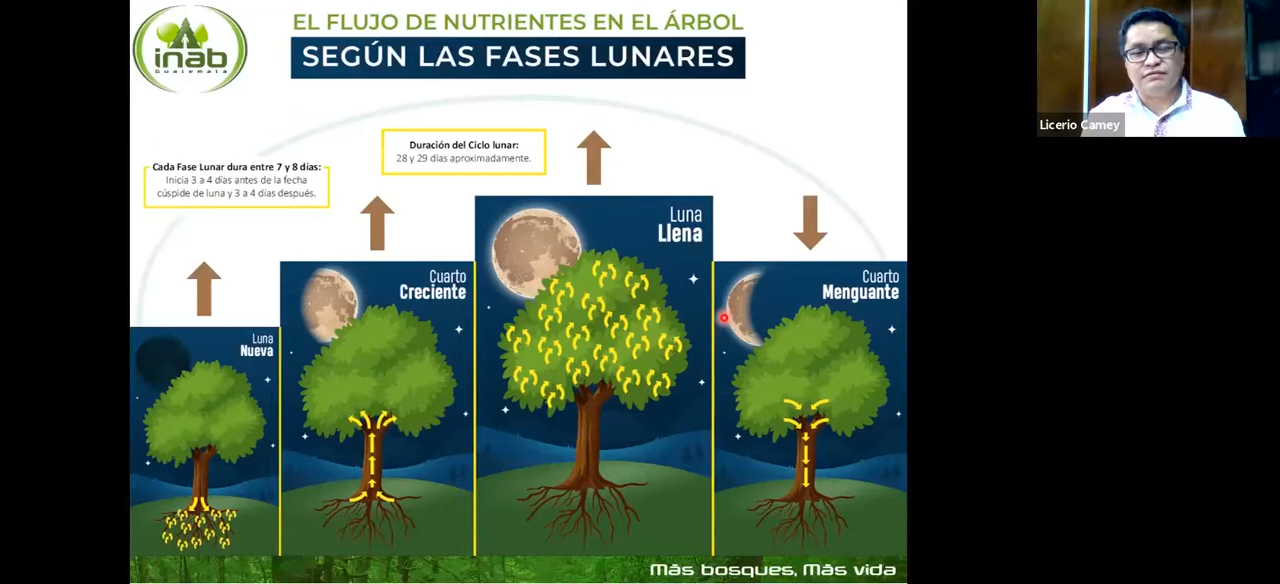 inab
Guatemala
EL FLUJO DE NUTRIENTES EN EL ÁRBOL
SEGÚN LAS FASES LUNARES
Licerio Camey
Duración del Ciclo lunar:
28 y 29 días aproximadamente.
Cada Fase Lunar dura entre 7 y 8 días:
Inicia 3 a 4 días antes de la fecha
cúspide de luna y 3 a 4 días después.
Luna
Nueva
Cuarto
Creciente
Luna
Llena
Cuarto
Menguante
Más bosques, Más vida